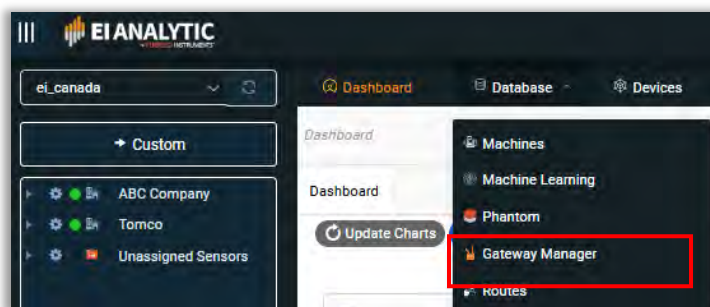 EI ANALYTIC
ei_canada
Dashboard
Database
Devices
Custom
Dashboard
Machines
Machine Learning
ABC Company
Dashboard
Phantom
Tomco
Update Charts
Gateway Manager
Unassigned Sensors
Routes